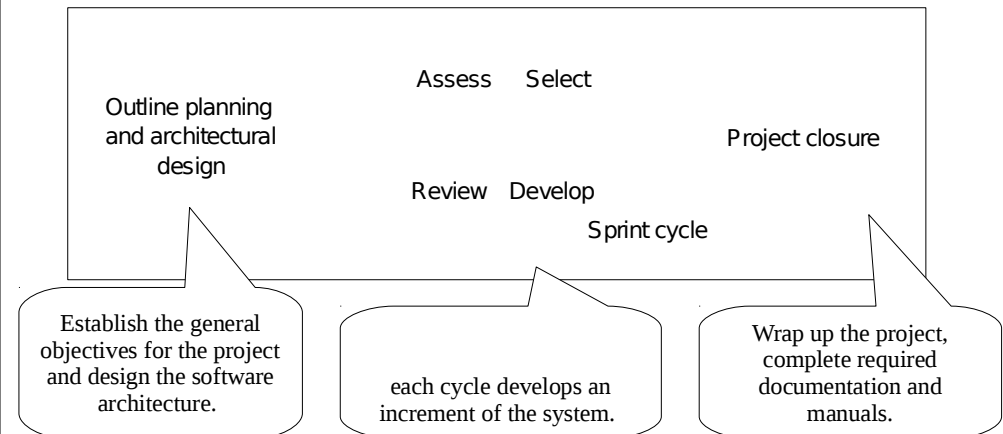 Assess Select
Outline planning
and architectural
design
Project closure
Review Develop
Sprint cycle
Establish the general
objectives for the project
and design the software
architecture.
each cycle develops an
increment of the system.
Wrap up the project,
complete required
documentation and
manuals.